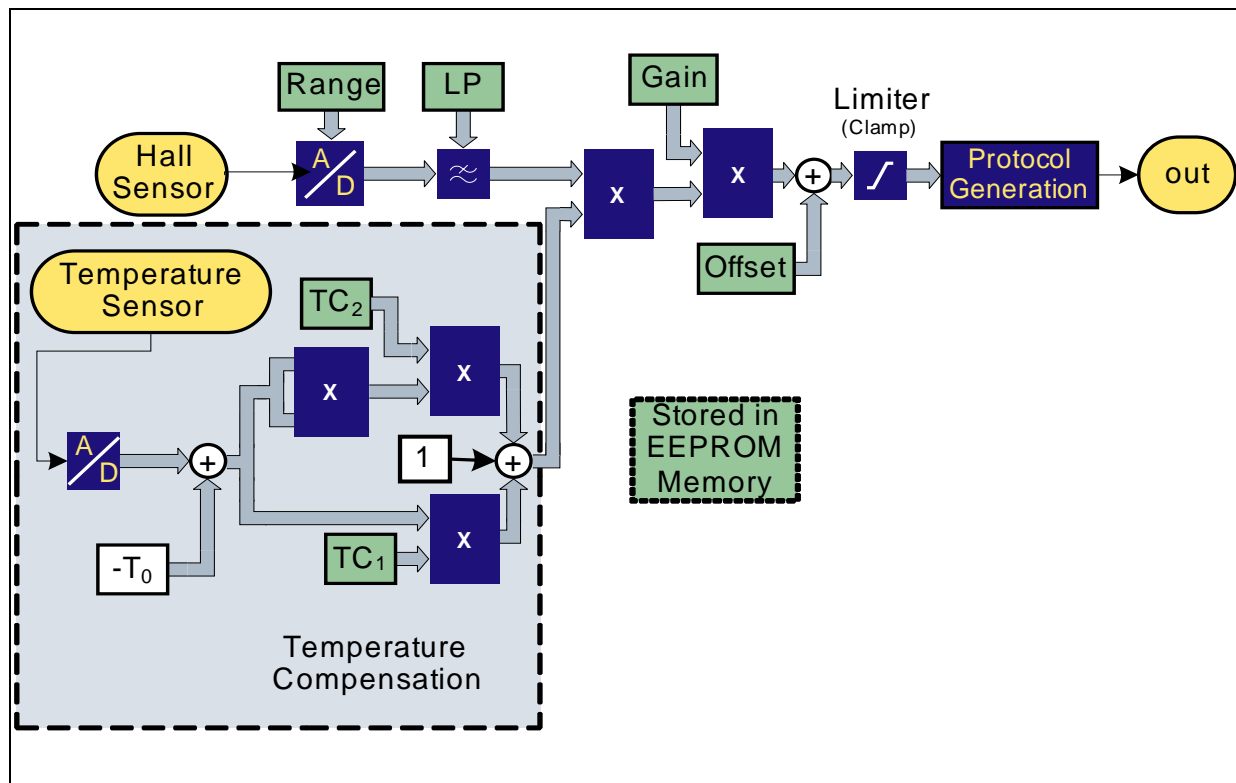 Range
LP
Gain
Limiter
(Clamp)
Hall
Sensor
A
D
X
X
+
Protocol
Generation
out
Offset
Temperature
Sensor
TC₂
X
X
A
D
+
1
+
X
TC₁
-T₀
Stored in
EEPROM
Memory
Temperature
Compensation